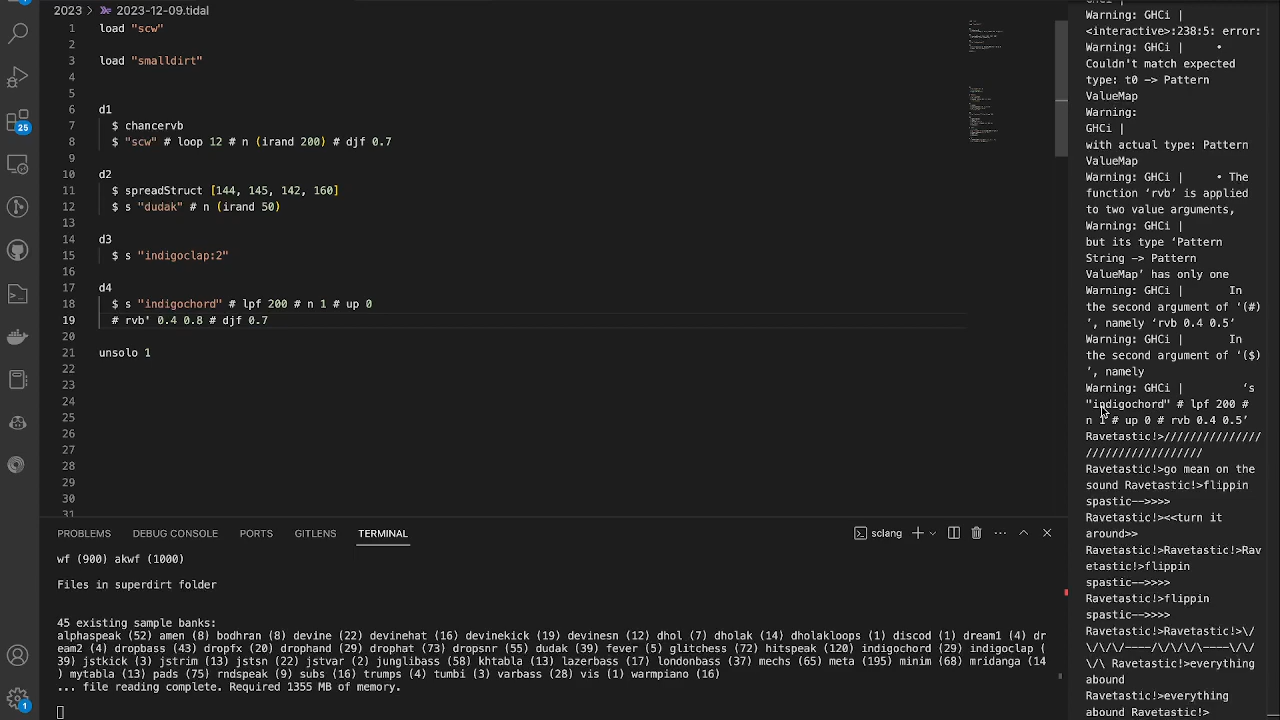 2023 > 2023-12-09.tidal
1 load "scw"
2
3 load "smalldirt"
4
5
6 d1
7 $ chancervb
8 $ "scw" # loop 12 # n (irand 200) # djf 0.7
9
10 d2
11 $ spreadStruct [144, 145, 142, 160]
12 $ s "dudak" # n (irand 50)
13
14 d3
15 $ s "indigoclap:2"
16
17 d4
18 $ s "indigochord" # lpf 200 # n 1 # up 0
19 # rvb' 0.4 0.8 # djf 0.7
20
21 unsolo 1
22
23
24
25
26
27
28
29
30
31
25
1
PROBLEMS DEBUG CONSOLE PORTS GITLENS TERMINAL
sclang
wf (900) akwf (1000)
Files in superdirt folder
45 existing sample banks:
alphaspeak (52) amen (8) bodhran (8) devine (22) devinehat (16) devinekick (19) devinesn (12) dhol (7) dholak (14) dholakloops (1) discod (1) dream1 (4) dr
eam2 (4) dropbass (43) dropfx (20) drophand (29) drophat (73) dropsnr (55) dudak (39) fever (5) glitchess (72) hitspeak (120) indigochord (29) indigoclap (
39) jstkick (3) jstrim (13) jstsn (22) jstvar (2) junglibass (58) khtabla (13) lazerbass (17) londonbass (37) mechs (65) meta (195) minim (68) mridanga (14
) mytabla (13) pads (75) rndspeak (9) subs (16) trumps (4) tumbi (3) varbass (28) vis (1) warmpiano (16)
... file reading complete. Required 1355 MB of memory.
Warning: GHCi |
<interactive>:238:5: error:
Warning: GHCi | •
Couldn't match expected
type: t0 -> Pattern
ValueMap
Warning:
GHCi |
with actual type: Pattern
ValueMap
Warning: GHCi | • The
function ‘rvb’ is applied
to two value arguments,
Warning: GHCi |
but its type ‘Pattern
String -> Pattern
ValueMap’ has only one
Warning: GHCi | In
the second argument of ‘(#)
’, namely ‘rvb 0.4 0.5’
Warning: GHCi | In
the second argument of ‘($)
’, namely
Warning: GHCi | ‘s
"indigochord" # lpf 200 #
n 1 # up 0 # rvb 0.4 0.5’
Ravetastic!>///////////////
//////////////////
Ravetastic!>go mean on the
sound Ravetastic!>flippin
spastic-->>>>
Ravetastic!><<turn it
around>>
Ravetastic!>Ravetastic!>Rav
etastic!>flippin
spastic-->>>>
Ravetastic!>flippin
spastic-->>>>
Ravetastic!>Ravetastic!>\/
\/\/\/----/\/\/\/----\/\/
\/\ Ravetastic!>everything
abound
Ravetastic!>everything
abound Ravetastic!>